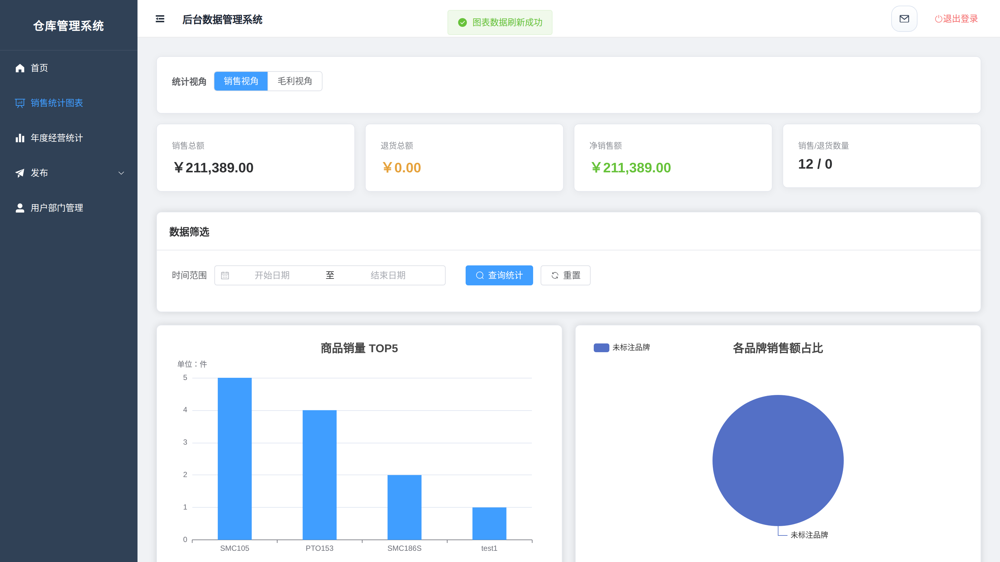 仓库管理系统
首页
销售统计图表
年度经营统计
发布
用户部门管理
后台数据管理系统
图表数据刷新成功
退出登录
统计视角 销售视角 毛利视角
销售总额
￥211,389.00
退货总额
￥0.00
净销售额
￥211,389.00
销售/退货数量
12 / 0
数据筛选
时间范围 开始日期 至 结束日期 查询统计 重置
商品销量 TOP5
单位：件
5
4
3
2
1
0
SMC105 PTO153 SMC186S test1
未标注品牌
各品牌销售额占比
未标注品牌